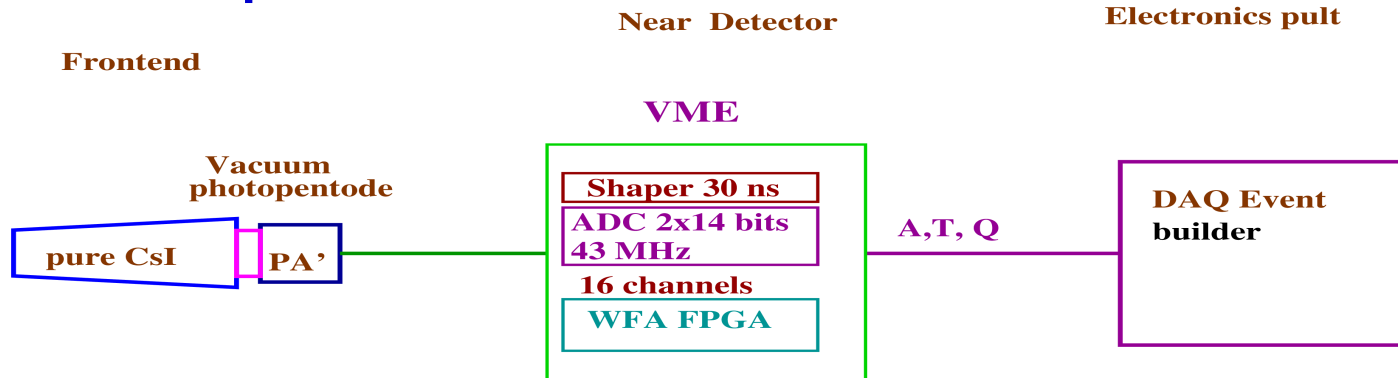 Near Detector
Electronics pult
Frontend
VME
Vacuum
photopentode
pure CsI
PA’
Shaper 30 ns
ADC 2x14 bits
43 MHz
16 channels
WFA FPGA
A,T, Q
DAQ Event
builder